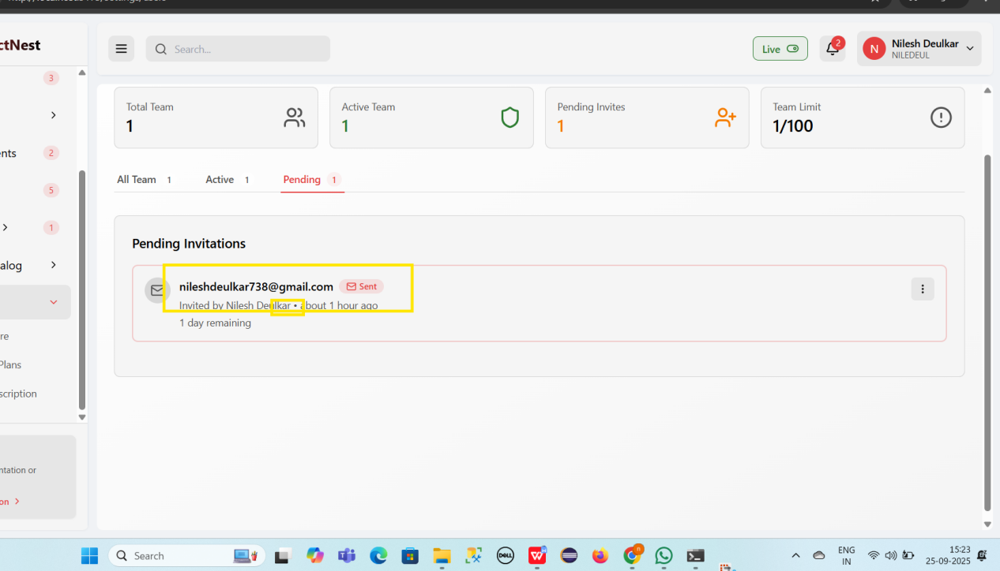 ctNest
Search...
Live
2
N
Nilesh Deulkar
NILEDEUL
3
ents
2
5
1
alog
re
Plans
scription
ntation or
on
Total Team
1
Active Team
1
Pending Invites
1
Team Limit
1/100
All Team 1
Active 1
Pending 1
Pending Invitations
nileshdeulkar738@gmail.com Sent
Invited by Nilesh Deulkar • about 1 hour ago
1 day remaining
Search
DELL
W
n
ENG
IN
15:23
25-09-2025